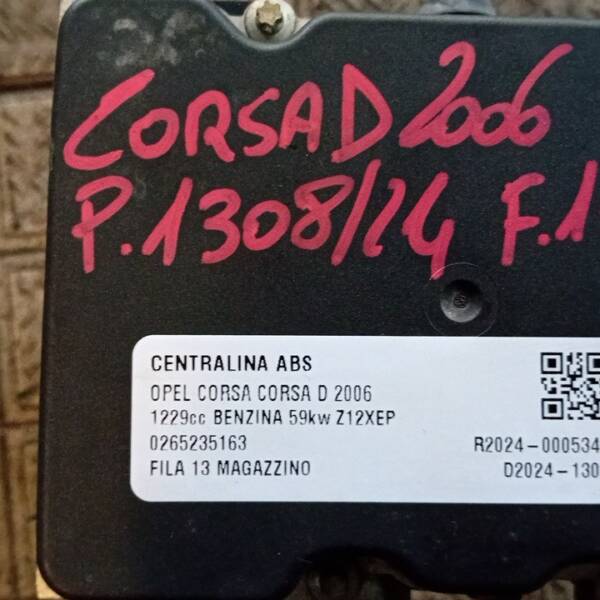 CORSA D 2006
P.1308/24 F.1
CENTRALINA ABS
OPEL CORSA CORSA D 2006
1229cc BENZINA 59kw Z12XEP
0265235163
R2024-000534
FILA 13 MAGAZZINO
D2024-130